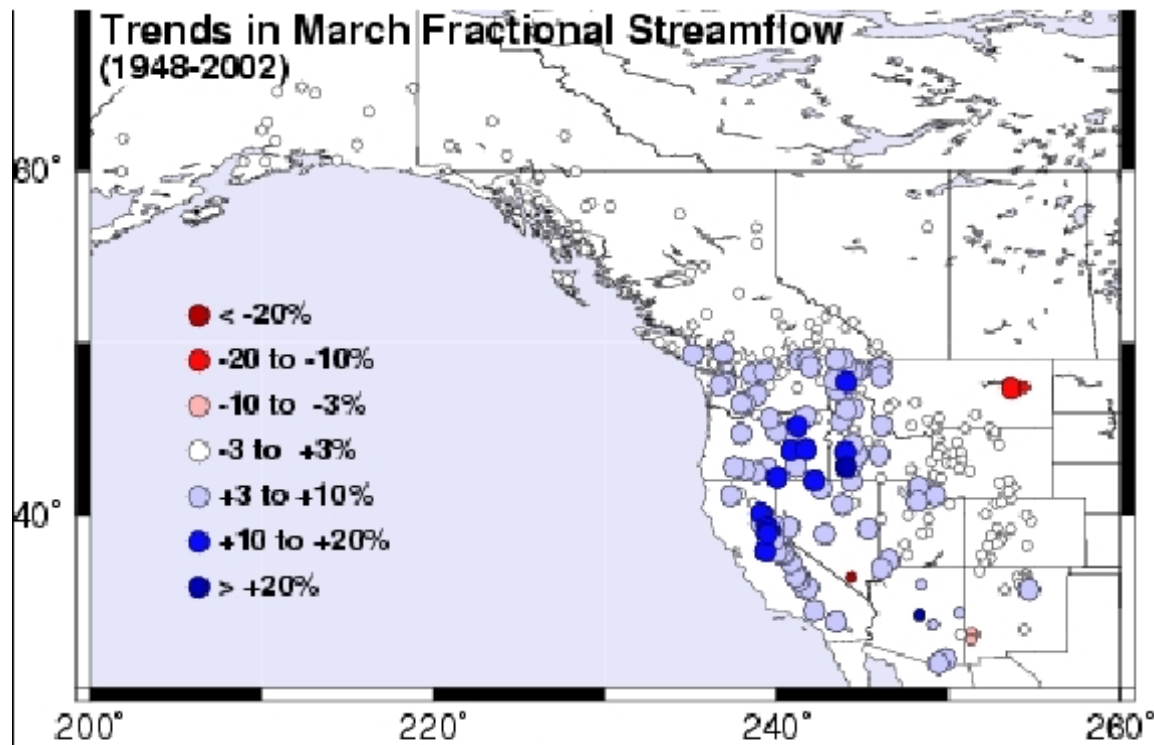 Trends in March Fractional Streamflow
(1948-2002)
60°
< -20%
-20 to -10%
-10 to -3%
-3 to +3%
+3 to +10%
+10 to +20%
> +20%
40°
200° 220° 240° 260°